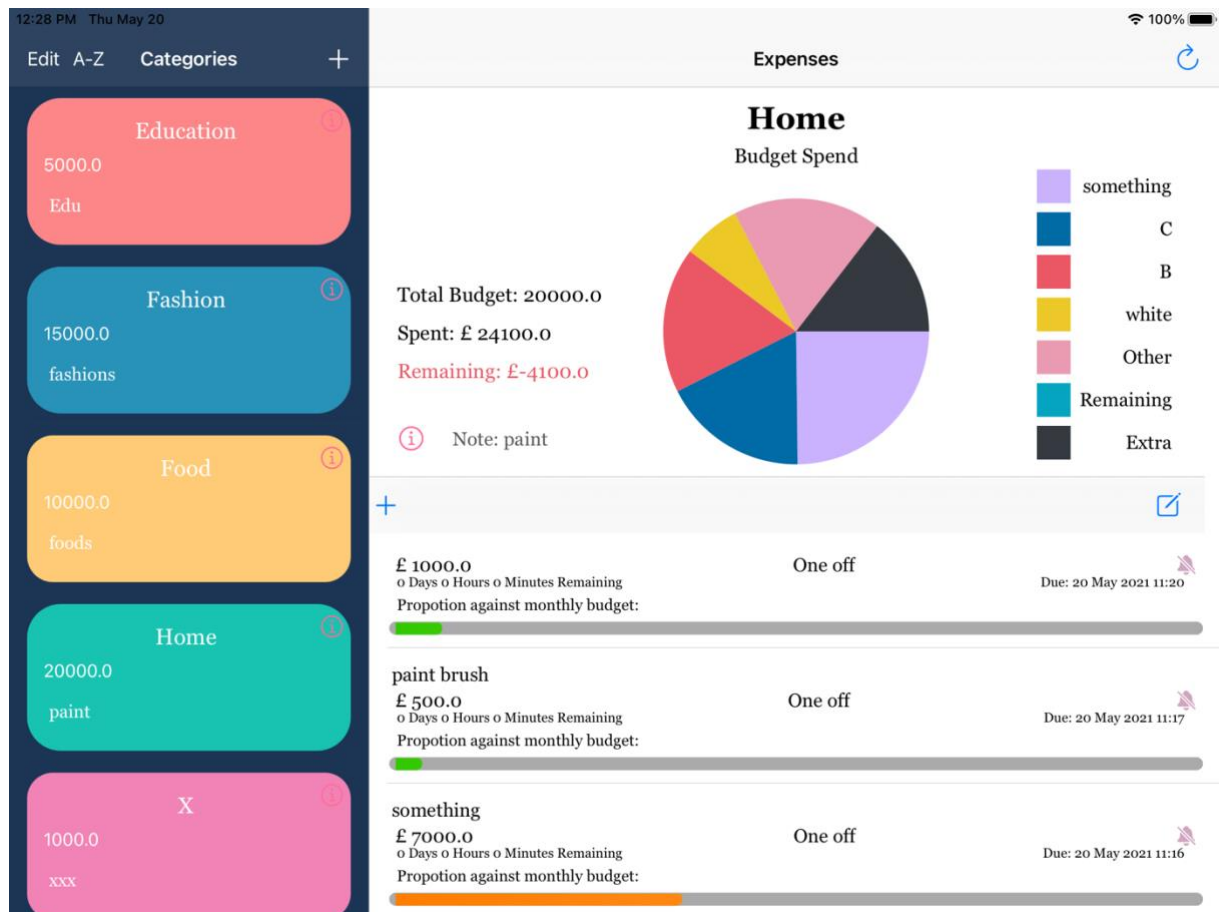 12:28 PM Thu May 20
100%
Edit A-Z Categories +
Education
5000.0
Edu
Fashion
15000.0
fashions
Food
10000.0
foods
Home
20000.0
paint
X
1000.0
xxx
Expenses
Home
Budget Spend
Total Budget: 20000.0
Spent: £ 24100.0
Remaining: £-4100.0
Note: paint
something
C
B
white
Other
Remaining
Extra
+
£ 1000.0 One off
0 Days 0 Hours 0 Minutes Remaining Due: 20 May 2021 11:20
Propotion against monthly budget:
paint brush
£ 500.0 One off
0 Days 0 Hours 0 Minutes Remaining Due: 20 May 2021 11:17
Propotion against monthly budget:
something
£ 7000.0 One off
0 Days 0 Hours 0 Minutes Remaining Due: 20 May 2021 11:16
Propotion against monthly budget: